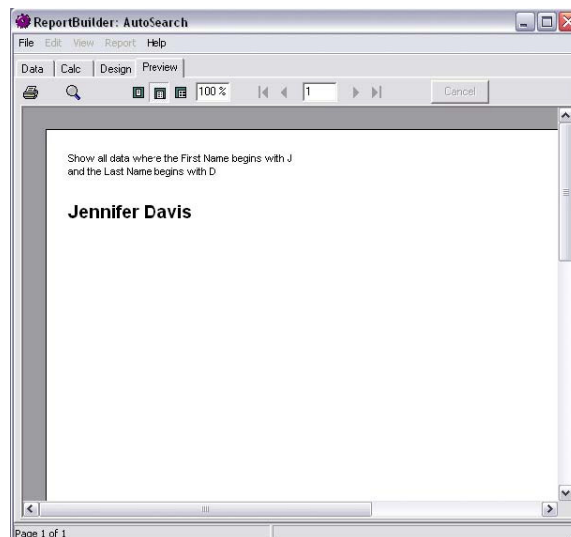 ReportBuilder: AutoSearch
File Edit View Report Help
Data Calc Design Preview
100 % 1 Cancel
Show all data where the First Name begins with J
and the Last Name begins with D
Jennifer Davis
Page 1 of 1